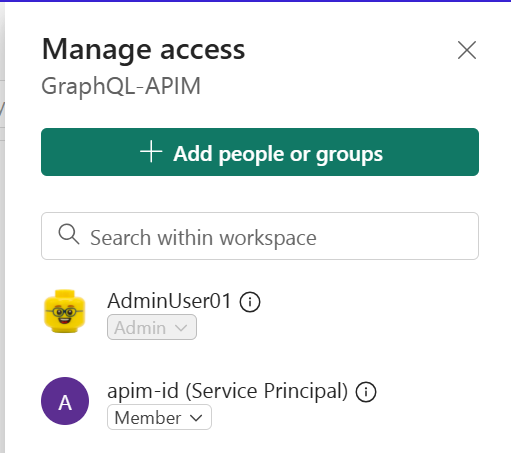 Manage access
GraphQL-APIM
Add people or groups
Search within workspace
AdminUser01
Admin
A
apim-id (Service Principal)
Member